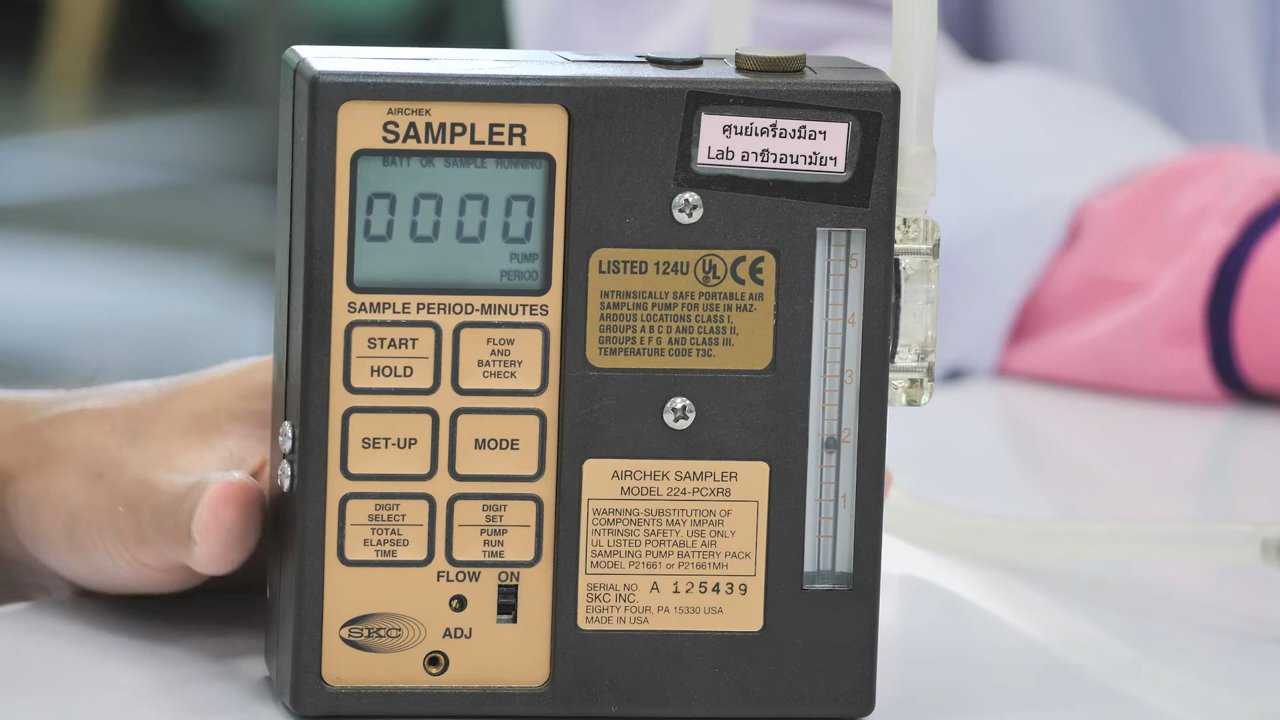 AIRCHEK
SAMPLER
BATT OK SAMPLE RUNNING
0000
PUMP
PERIOD
SAMPLE PERIOD-MINUTES
START
HOLD
FLOW
AND
BATTERY
CHECK
SET-UP
MODE
DIGIT
SELECT
TOTAL
ELAPSED
TIME
DIGIT
SET
PUMP
RUN
TIME
FLOW
ON
ADJ
SKC
ศูนย์เครื่องมือฯ
Lab อาชีวอนามัยฯ
LISTED 124U UL CE
INTRINSICALLY SAFE PORTABLE AIR
SAMPLING PUMP FOR USE IN HAZ-
ARDOUS LOCATIONS CLASS I,
GROUPS A B C D AND CLASS II,
GROUPS E F G AND CLASS III.
TEMPERATURE CODE T3C.
5
4
3
2
1
AIRCHEK SAMPLER
MODEL 224-PCXR8
WARNING-SUBSTITUTION OF
COMPONENTS MAY IMPAIR
INTRINSIC SAFETY. USE ONLY
UL LISTED PORTABLE AIR
SAMPLING PUMP BATTERY PACK
MODEL P21661 or P21661MH
SERIAL NO. A 125439
SKC INC.
EIGHTY FOUR, PA 15330 USA
MADE IN USA